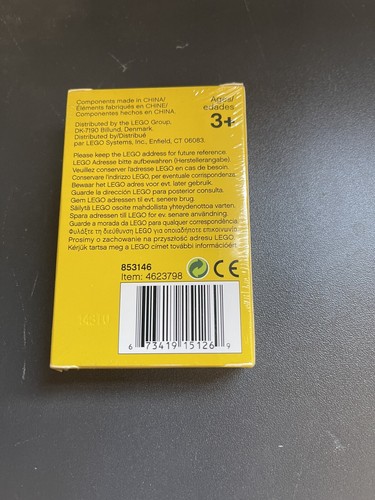 Components made in CHINA/
Éléments fabriqués en CHINE/
Componentes hechos en CHINA.
Ages/
edades
3+
Distributed by the LEGO Group,
DK-7190 Billund, Denmark.
Distributed by/Distribué
par LEGO Systems, Inc., Enfield, CT 06083.
Please keep the LEGO address for future reference.
LEGO Adresse bitte aufbewahren (Herstellerangabe).
Veuillez conserver l'adresse LEGO en cas de besoin.
Conservare l'indirizzo LEGO, per eventuale corrispondenza.
Bewaar het LEGO adres voor evt. later gebruik.
Guarde la dirección LEGO para posterior consulta.
Gem LEGO adressen til evt. senere brug.
Säilytä LEGO osoite mahdollista yhteydenottoa varten.
Spara adressen till LEGO for ev. senare användning.
Guarde a morada da LEGO para qualquer correspondência.
Φυλάξτε τη διεύθυνση LEGO για οποιαδήποτε επικοινωνία.
Prosimy o zachowanie na przyszłość adresu LEGO.
Kérjük tartsa meg a LEGO címet további információért.
853146
Item: 4623798
CE
6 73419 15126 9